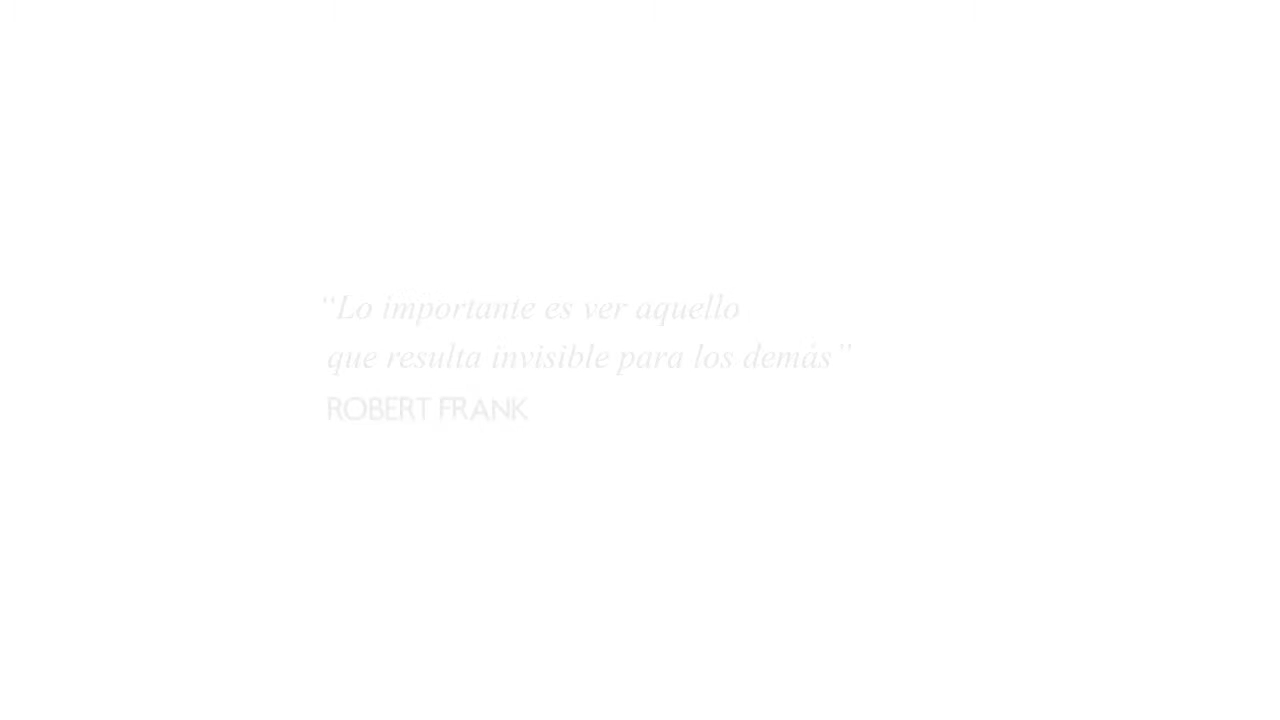 “Lo importante es ver aquello
que resulta invisible para los demás”
ROBERT FRANK